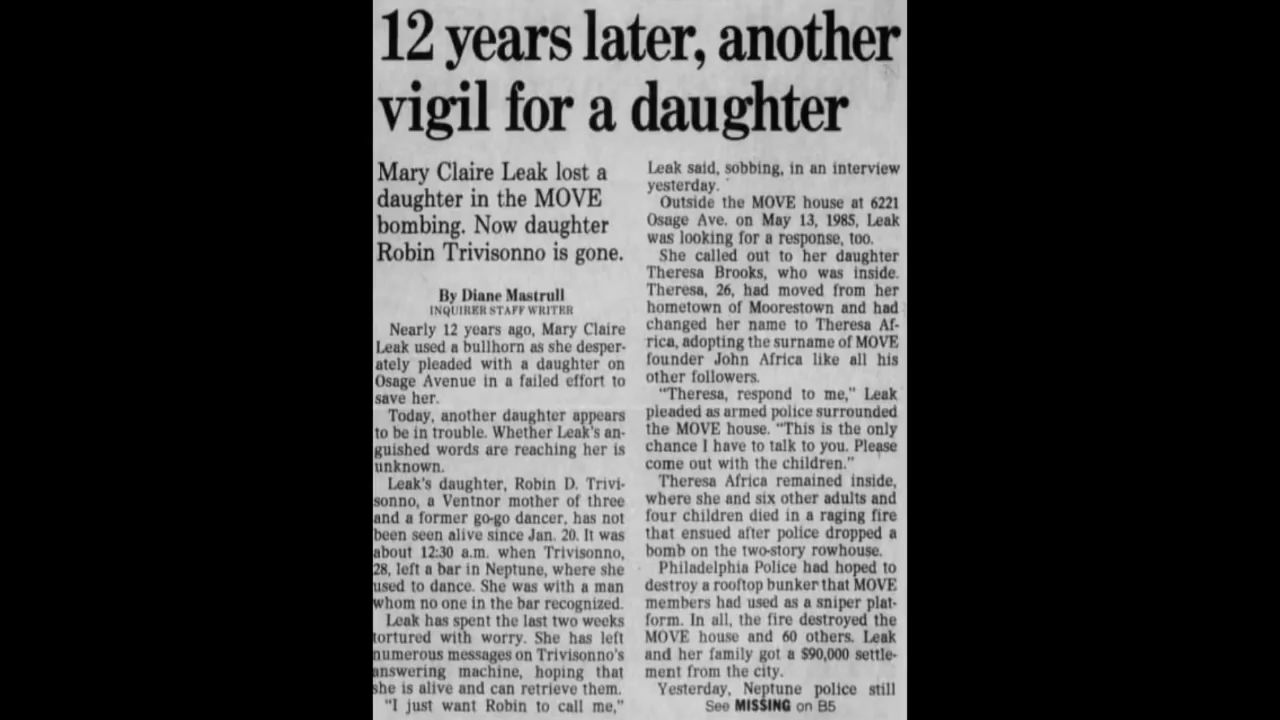 12 years later, another
vigil for a daughter
Mary Claire Leak lost a
daughter in the MOVE
bombing. Now daughter
Robin Trivisonno is gone.
By Diane Mastrull
INQUIRER STAFF WRITER
Nearly 12 years ago, Mary Claire
Leak used a bullhorn as she desper-
ately pleaded with a daughter on
Osage Avenue in a failed effort to
save her.
Today, another daughter appears
to be in trouble. Whether Leak's an-
guished words are reaching her is
unknown.
Leak's daughter, Robin D. Trivi-
sonno, a Ventnor mother of three
and a former go-go dancer, has not
been seen alive since Jan. 20. It was
about 12:30 a.m. when Trivisonno,
28, left a bar in Neptune, where she
used to dance. She was with a man
whom no one in the bar recognized.
Leak has spent the last two weeks
tortured with worry. She has left
numerous messages on Trivisonno's
answering machine, hoping that
she is alive and can retrieve them.
"I just want Robin to call me,"
Leak said, sobbing, in an interview
yesterday.
Outside the MOVE house at 6221
Osage Ave. on May 13, 1985, Leak
was looking for a response, too.
She called out to her daughter
Theresa Brooks, who was inside.
Theresa, 26, had moved from her
hometown of Moorestown and had
changed her name to Theresa Af-
rica, adopting the surname of MOVE
founder John Africa like all his
other followers.
"Theresa, respond to me," Leak
pleaded as armed police surrounded
the MOVE house. "This is the only
chance I have to talk to you. Please
come out with the children."
Theresa Africa remained inside,
where she and six other adults and
four children died in a raging fire
that ensued after police dropped a
bomb on the two-story rowhouse.
Philadelphia Police had hoped to
destroy a rooftop bunker that MOVE
members had used as a sniper plat-
form. In all, the fire destroyed the
MOVE house and 60 others. Leak
and her family got a $90,000 settle-
ment from the city.
Yesterday, Neptune police still
See MISSING on B5